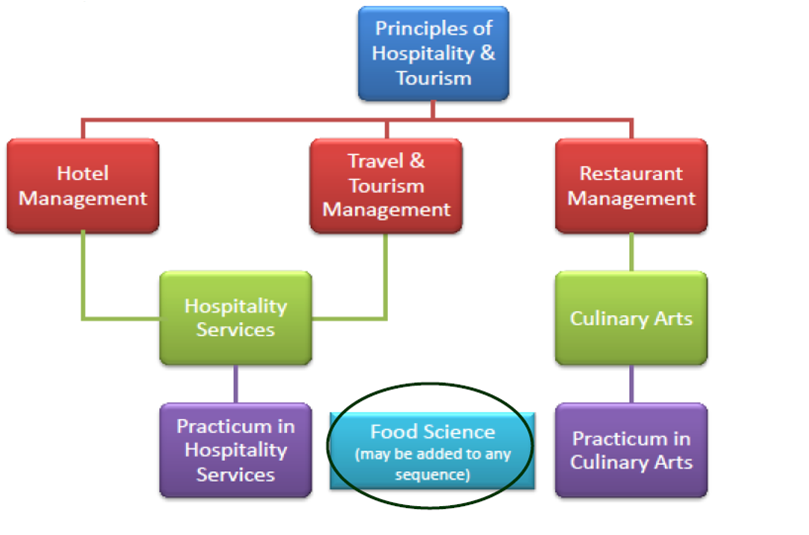 Principles of
Hospitality &
Tourism
Hotel
Management
Travel &
Tourism
Management
Restaurant
Management
Hospitality
Services
Culinary Arts
Practicum in
Hospitality
Services
Food Science
(may be added to any
sequence)
Practicum in
Culinary Arts